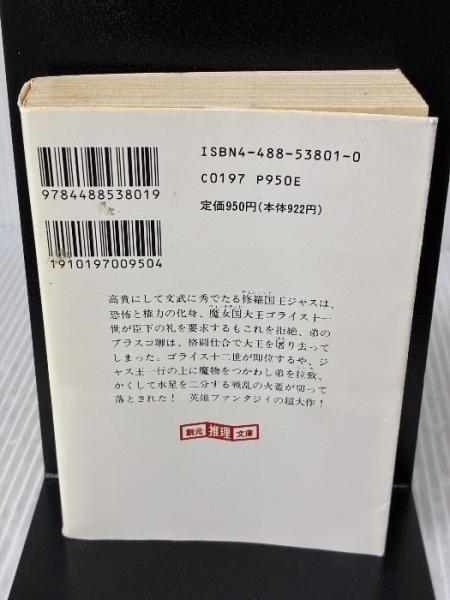 ISBN4-488-53801-0
C0197 P950E
定価950円(本体922円)
9784488538019
1910197009504
高貴にして文武に秀でたる修羅国王ジャスは、
恐怖と権力の化身、魔女国大王ゴライス十一
世が臣下の礼を要求するもこれを拒絶、弟の
ブラスコ卿は、格闘仕合で大王を屠り去って
しまった。ゴライス十二世が即位するや、ジ
ャス王一行の上に魔物をつかわし弟を拉致、
かくして水星を二分する戦乱の火蓋が切って
落とされた! 英雄ファンタジイの超大作!
創元推理文庫